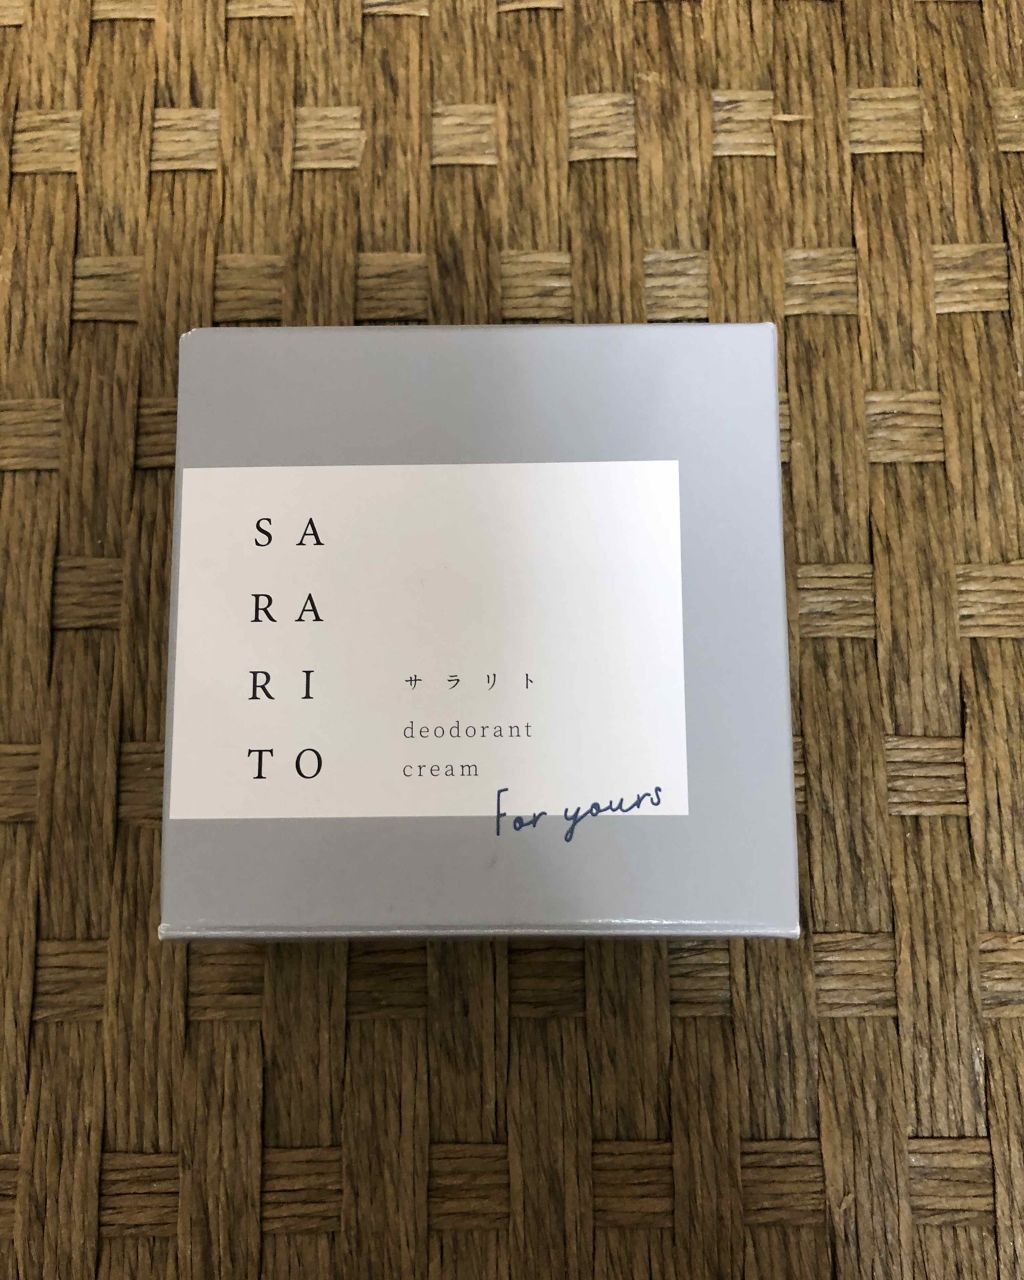 SA
RA
RI
TO
サラリト
deodorant
cream
For yours